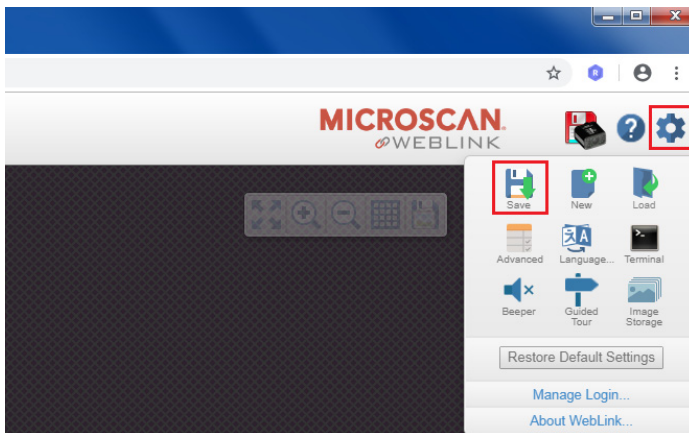 MICROSCAN.
WEBLINK
Save New Load
Advanced Language... Terminal
Beeper Guided Tour Image Storage
Restore Default Settings
Manage Login...
About WebLink...